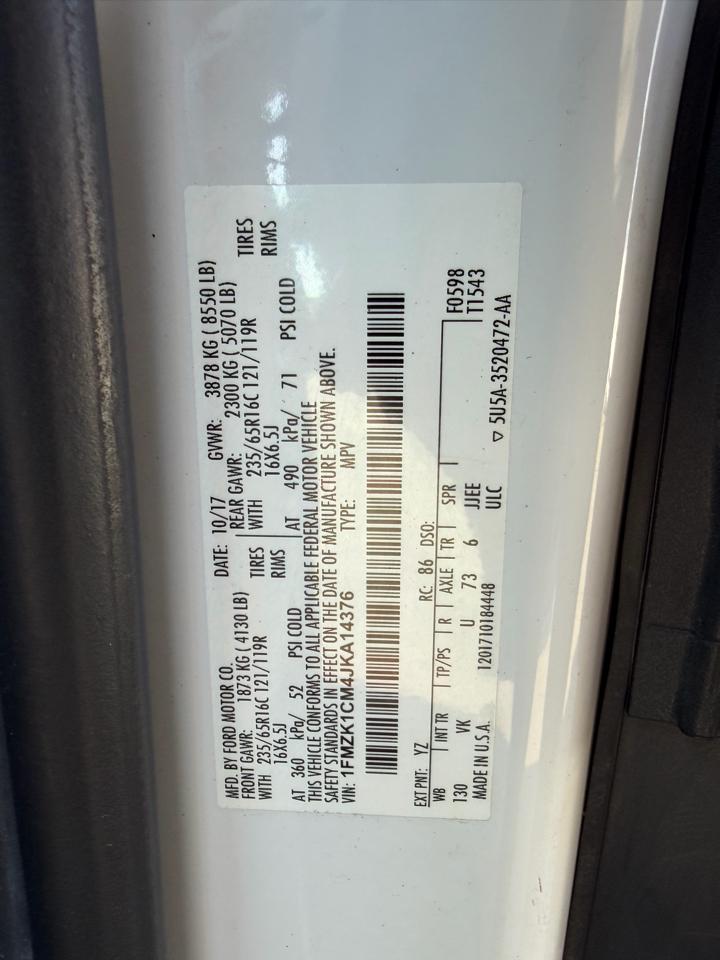 MFD. BY FORD MOTOR CO.
DATE: 10/17 GVWR: 3878 KG ( 8550 LB)
FRONT GAWR: 1873 KG ( 4130 LB) REAR GAWR: 2300 KG ( 5070 LB)
WITH 235/65R16C 121/119R TIRES WITH 235/65R16C 121/119R TIRES
16X6.5J RIMS 16X6.5J RIMS
AT 360 kPa/ 52 PSI COLD AT 490 kPa/ 71 PSI COLD
THIS VEHICLE CONFORMS TO ALL APPLICABLE FEDERAL MOTOR VEHICLE
SAFETY STANDARDS IN EFFECT ON THE DATE OF MANUFACTURE SHOWN ABOVE.
VIN: 1FMZK1CM4JKA14376 TYPE: MPV
EXT PNT: YZ RC: 86 DSO:
WB INT TR TP/PS R AXLE TR SPR F0598
130 VK U 73 6 JJEE T1543
MADE IN U.S.A. 1201710184448 ULC ▽ 5U5A-3520472-AA